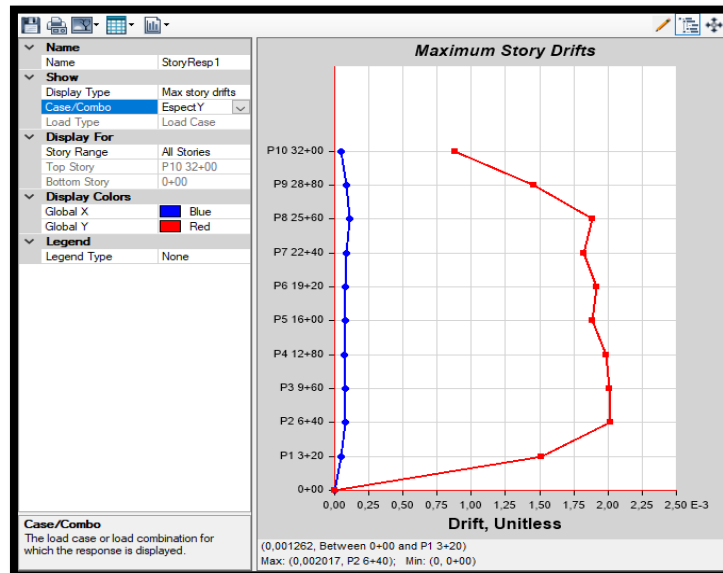 Name
Name StoryResp1
Show
Display Type Max story drifts
Case/Combo EspectY
Load Type Load Case
Display For
Story Range All Stories
Top Story P10 32+00
Bottom Story 0+00
Display Colors
Global X Blue
Global Y Red
Legend
Legend Type None
Case/Combo
The load case or load combination for
which the response is displayed.
Maximum Story Drifts
P10 32+00
P9 28+80
P8 25+60
P7 22+40
P6 19+20
P5 16+00
P4 12+80
P3 9+60
P2 6+40
P1 3+20
0+00
0,00 0,25 0,50 0,75 1,00 1,25 1,50 1,75 2,00 2,25 2,50 E-3
Drift, Unitless
(0,001262, Between 0+00 and P1 3+20)
Max: (0,002017, P2 6+40); Min: (0, 0+00)